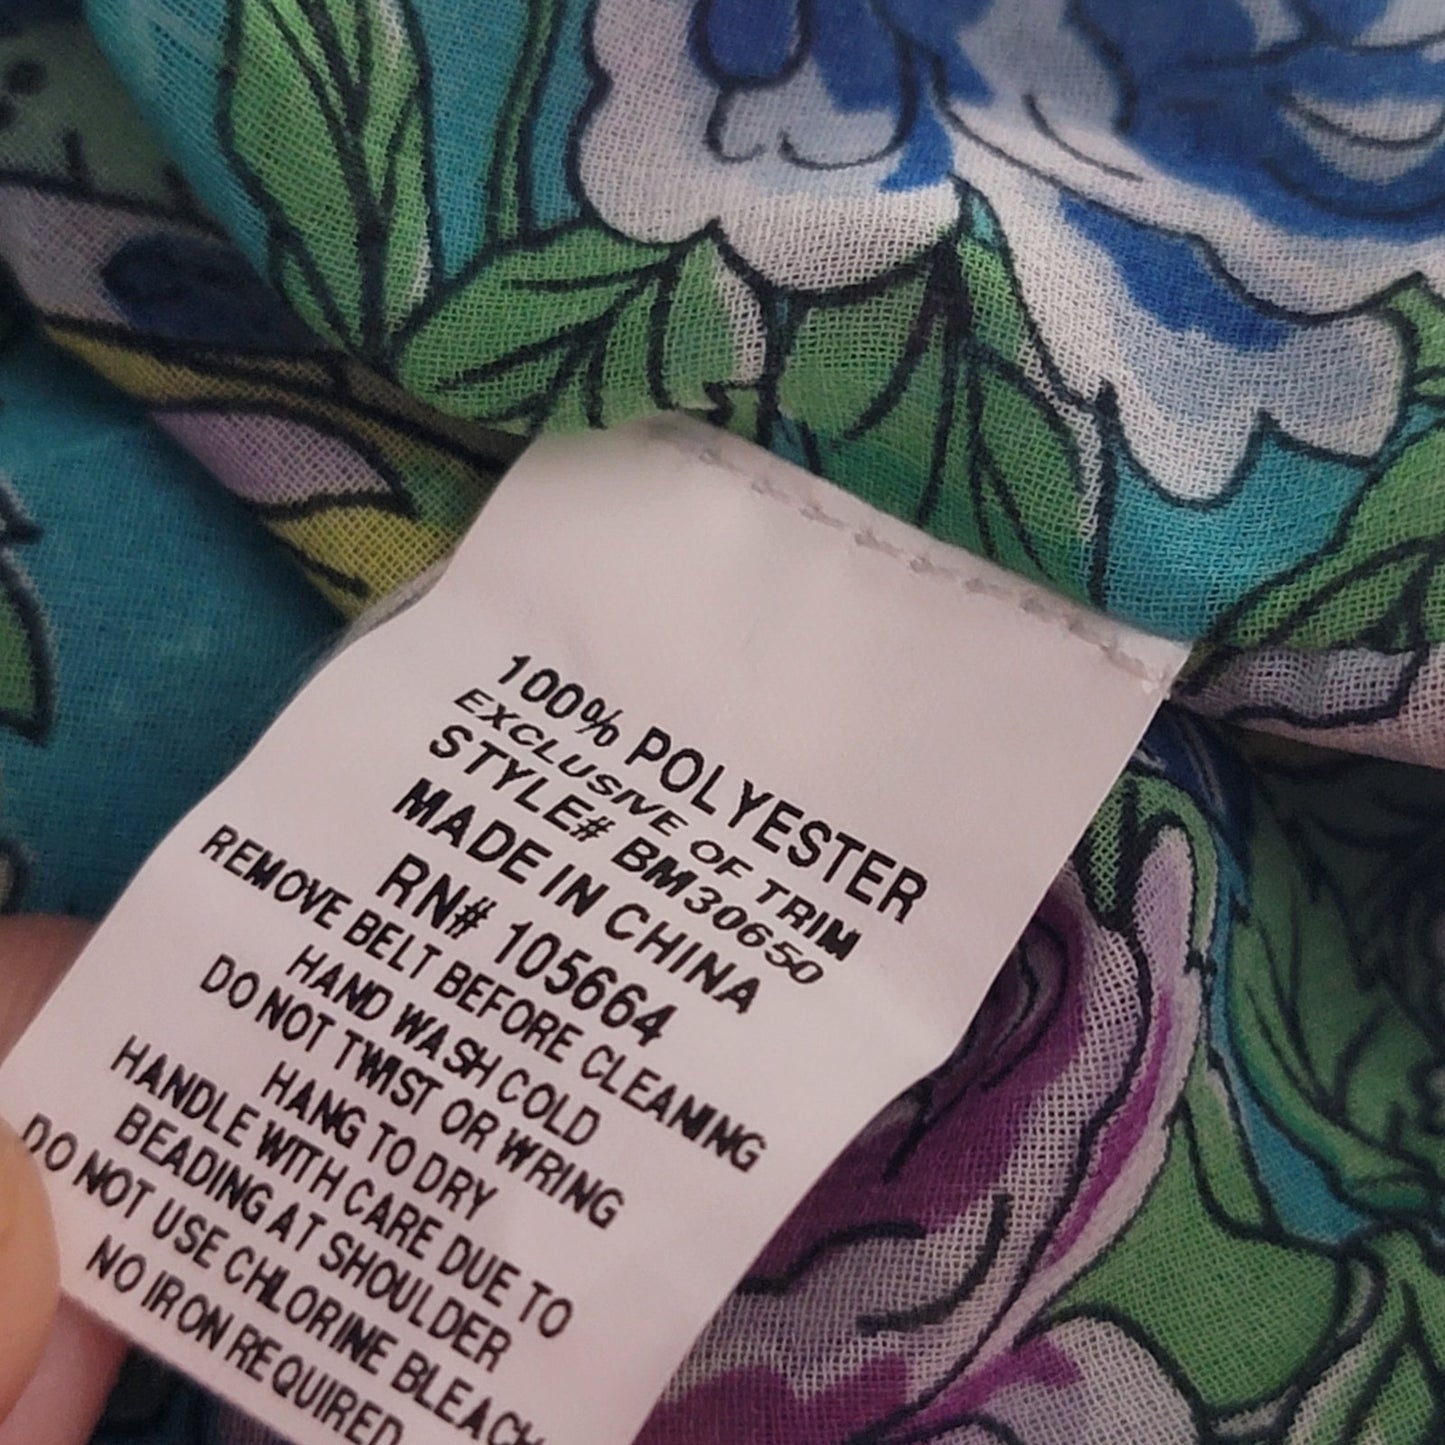 100% POLYESTER
EXCLUSIVE OF TRIM
STYLE# BM30650
MADE IN CHINA
RN# 105664
REMOVE BELT BEFORE CLEANING
HAND WASH COLD
DO NOT TWIST OR WRING
HANG TO DRY
HANDLE WITH CARE DUE TO
BEADING AT SHOULDER
DO NOT USE CHLORINE BLEACH
NO IRON REQUIRED